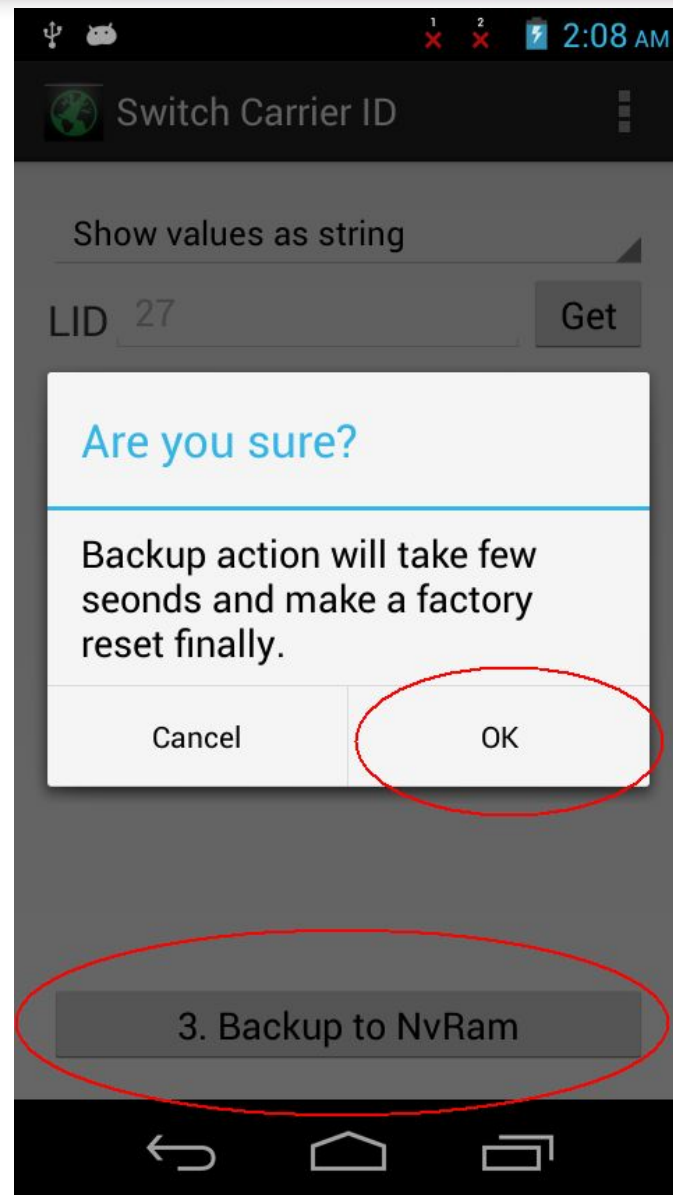 1 2 2:08 AM
Switch Carrier ID
Show values as string
LID 27 Get
Are you sure?
Backup action will take few
seonds and make a factory
reset finally.
Cancel OK
3. Backup to NvRam